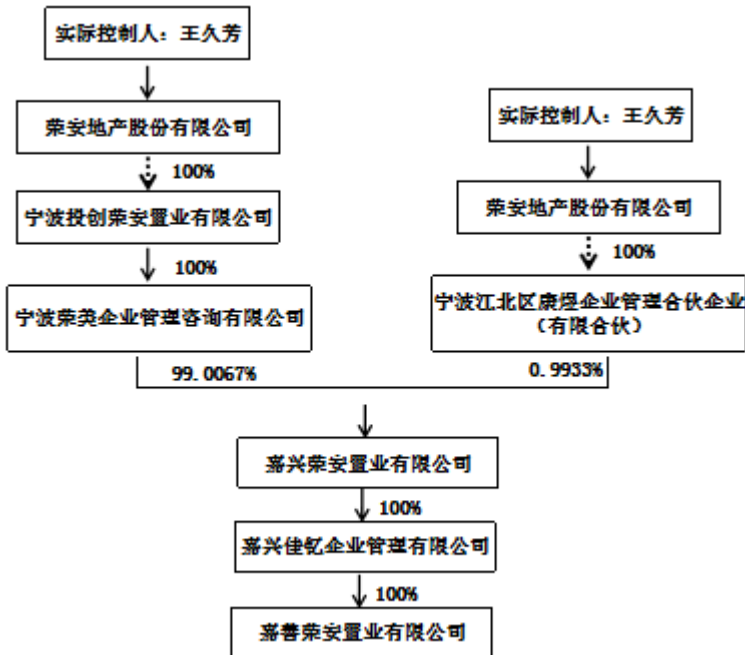 实际控制人：王久芳
荣安地产股份有限公司
100%
宁波投创荣安置业有限公司
100%
宁波荣美企业管理咨询有限公司
99.0067%
实际控制人：王久芳
荣安地产股份有限公司
100%
宁波江北区康煜企业管理合伙企业
（有限合伙）
0.9933%
嘉兴荣安置业有限公司
100%
嘉兴佳钇企业管理有限公司
100%
嘉善荣安置业有限公司